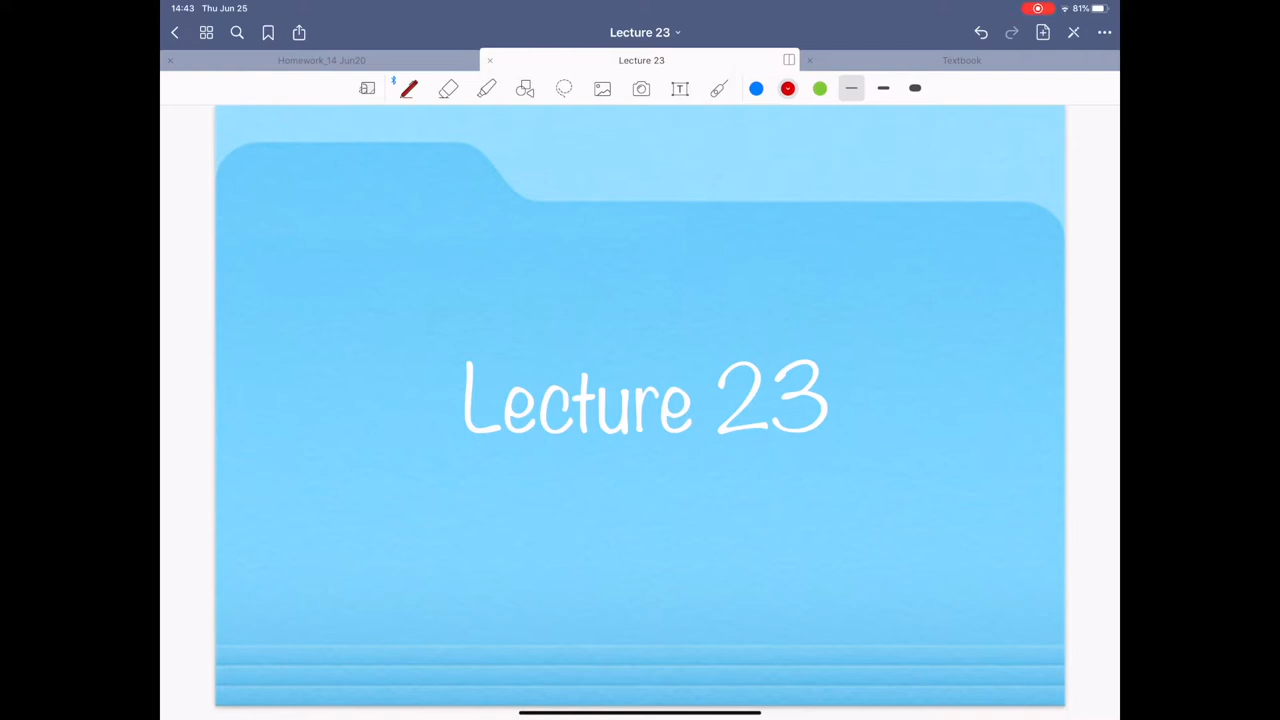 14:43 Thu Jun 25
81%
Lecture 23
Homework_14 Jun20
Lecture 23
Textbook
T
Lecture 23